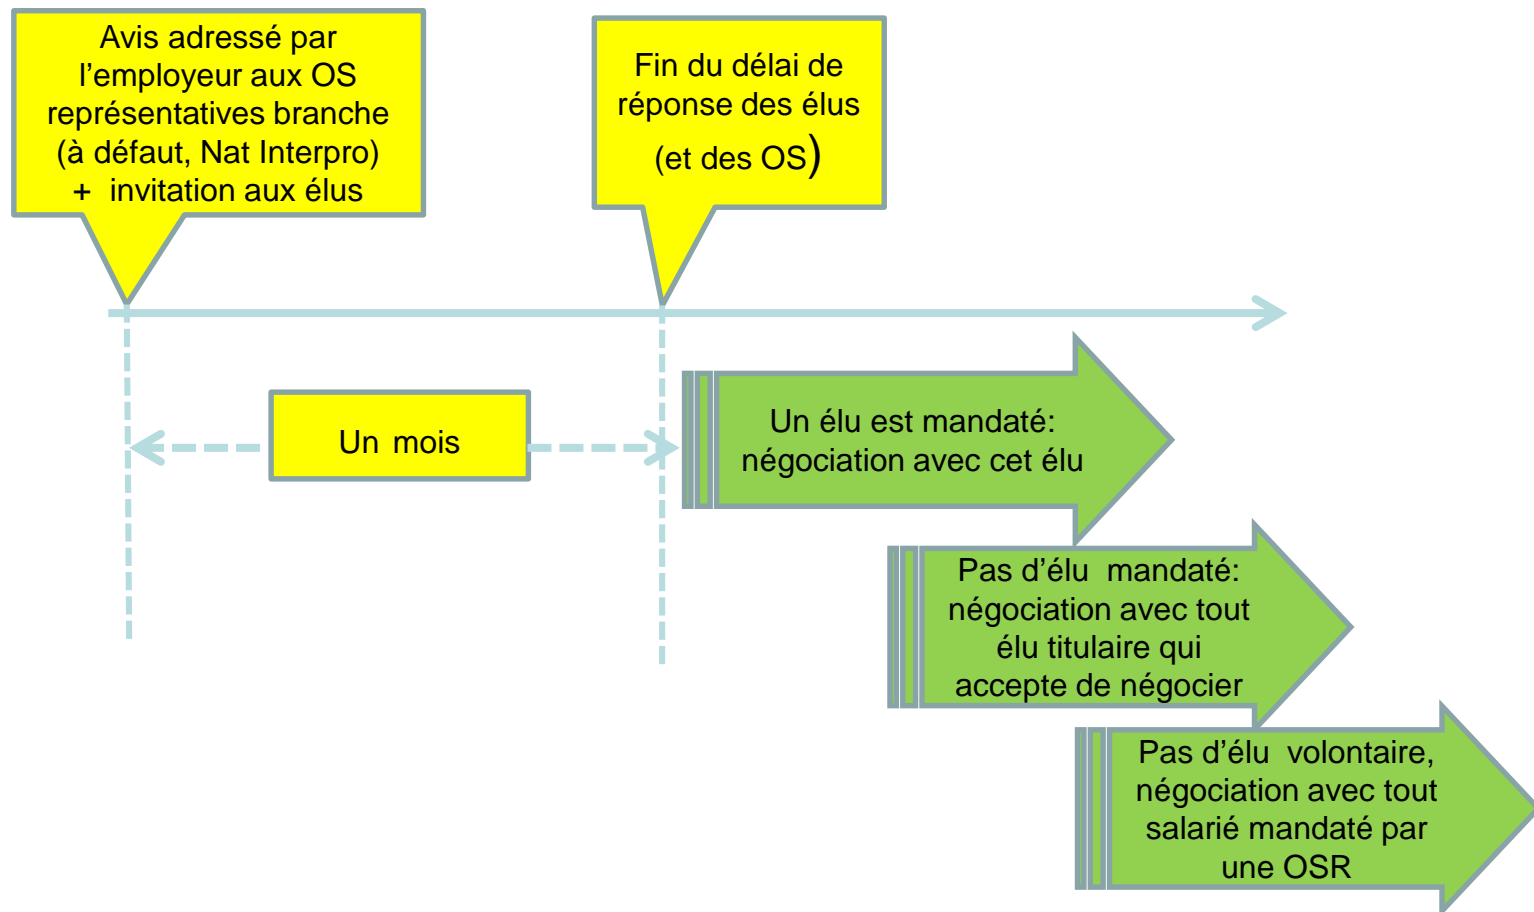 Avis adressé par
l’employeur aux OS
représentatives branche
(à défaut, Nat Interpro)
+ invitation aux élus
Fin du délai de
réponse des élus
(et des OS)
Un mois
Un élu est mandaté:
négociation avec cet élu
Pas d’élu mandaté:
négociation avec tout
élu titulaire qui
accepte de négocier
Pas d’élu volontaire,
négociation avec tout
salarié mandaté par
une OSR